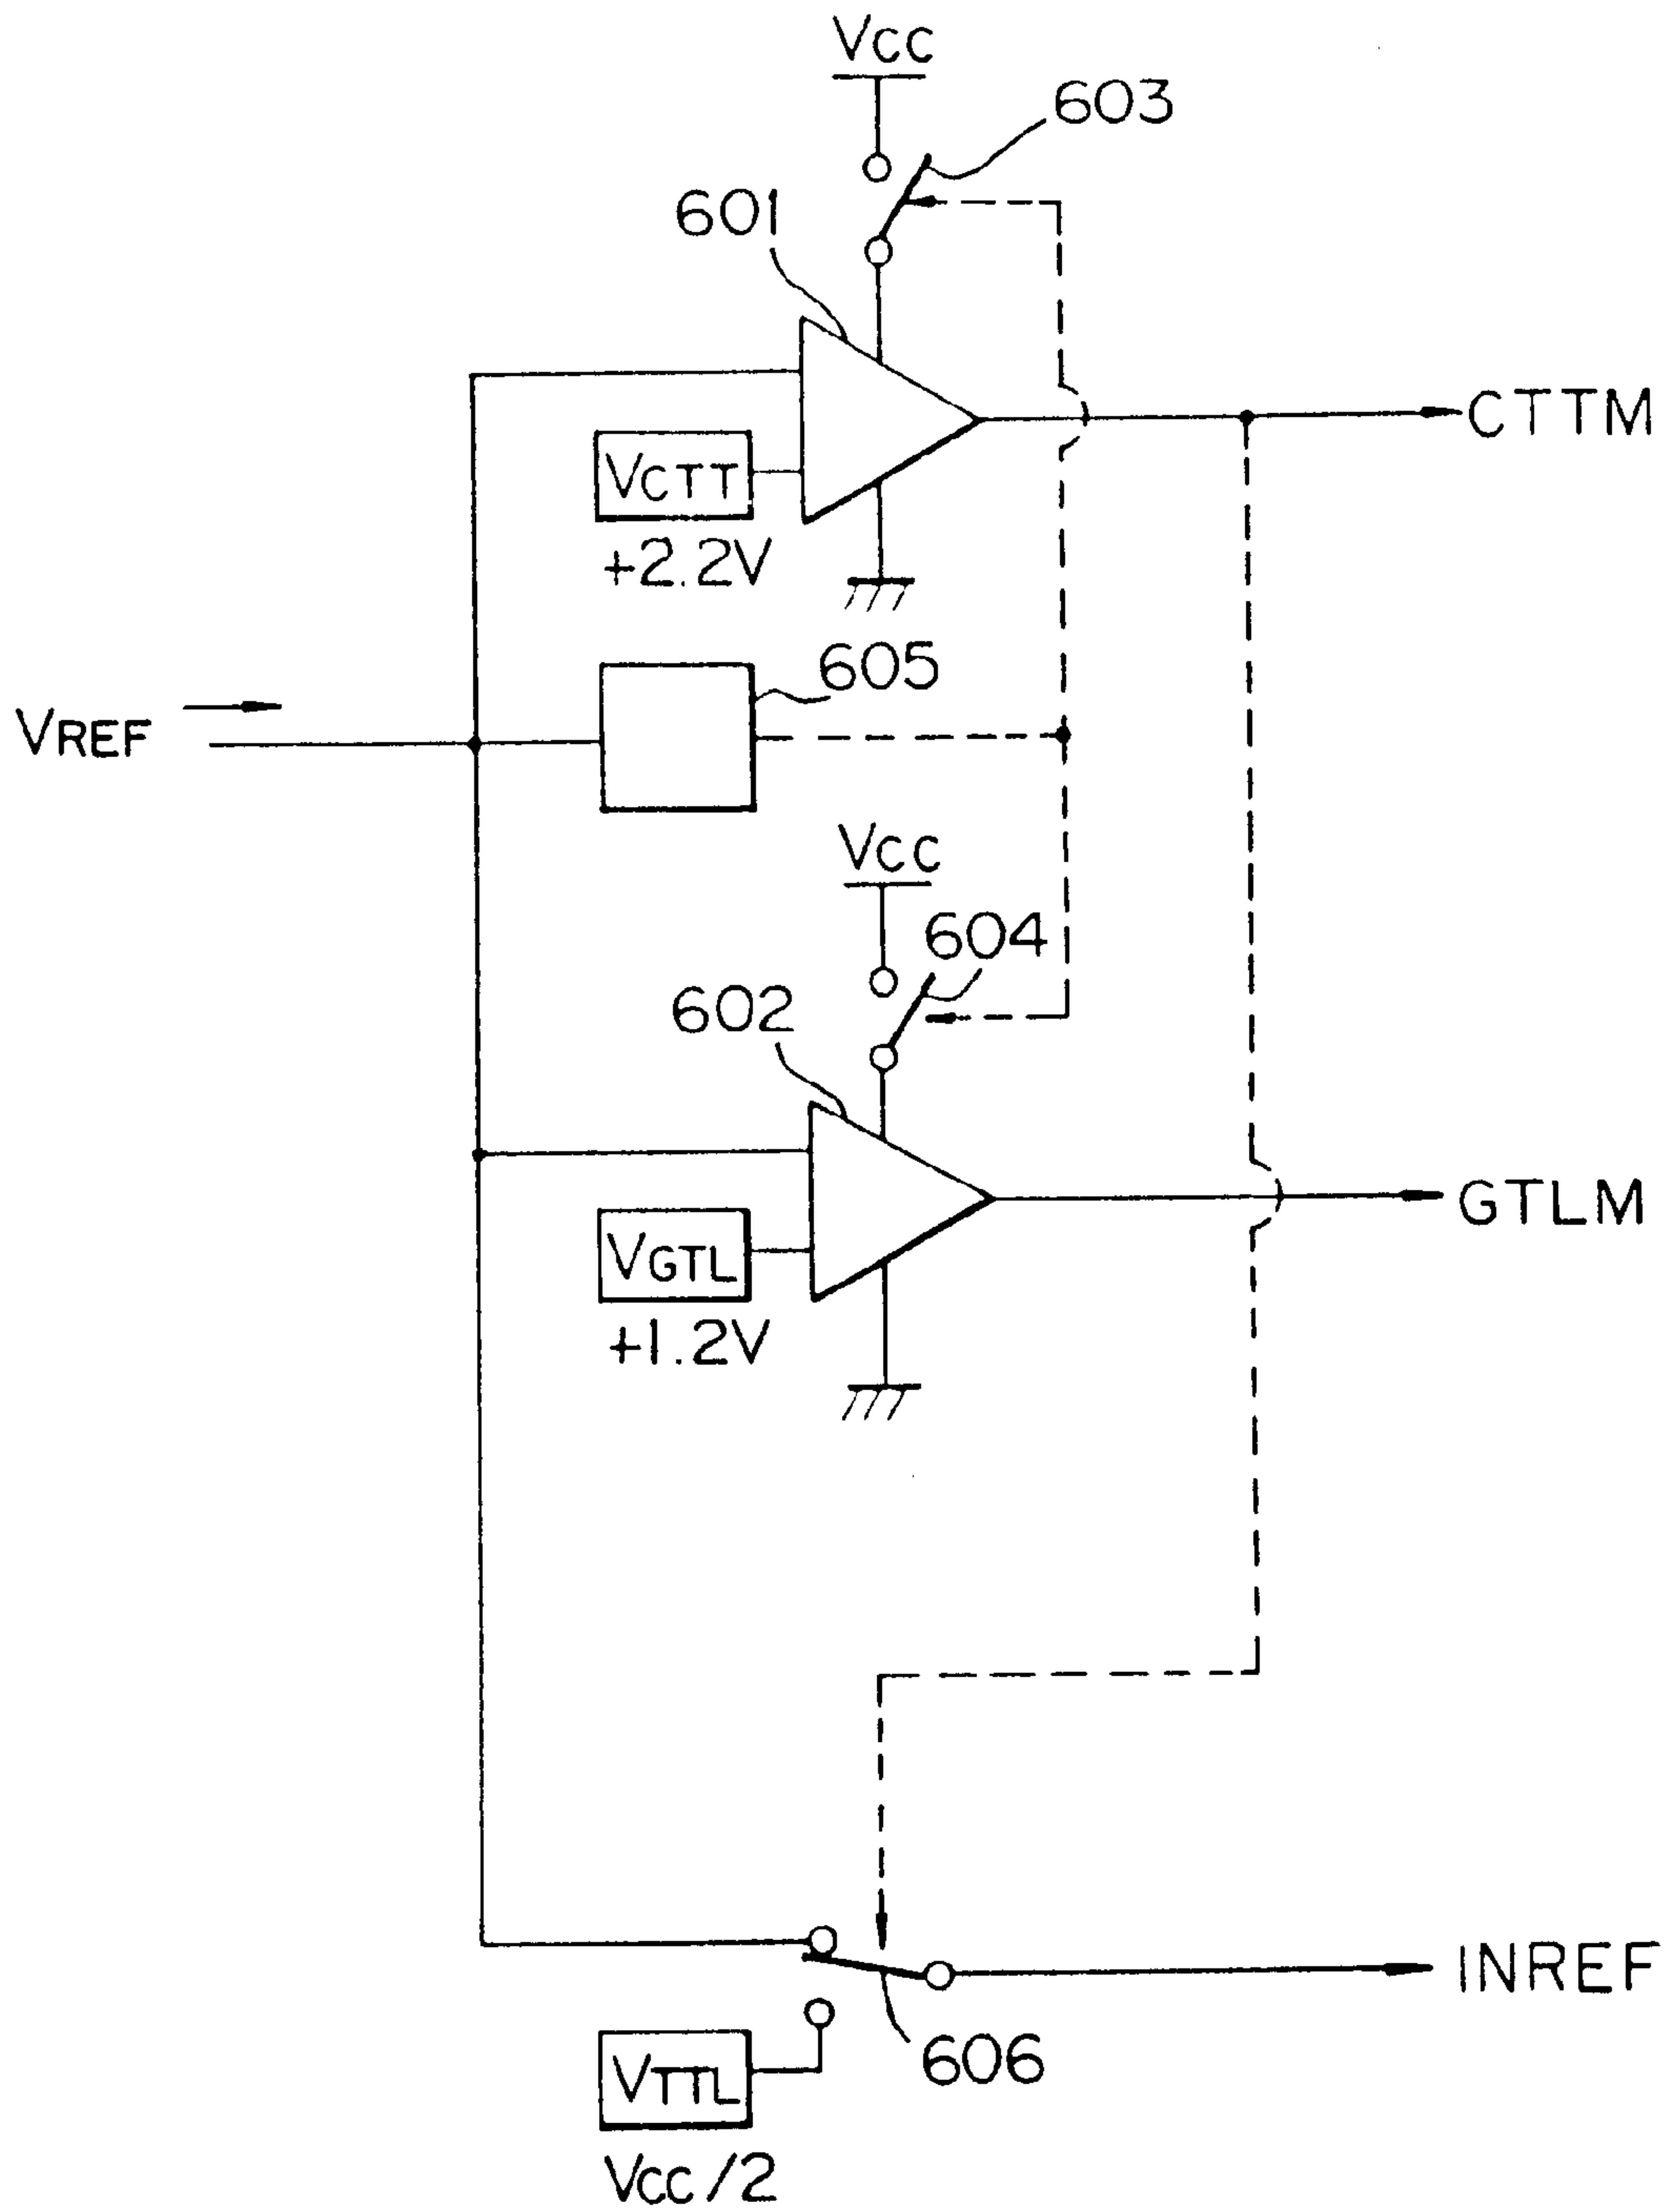 VCC
603
601
CTTM
VCTT
+2.2V
605
VREF
VCC
604
602
GTLM
VGTL
+1.2V
INREF
606
VTTL
VCC/2